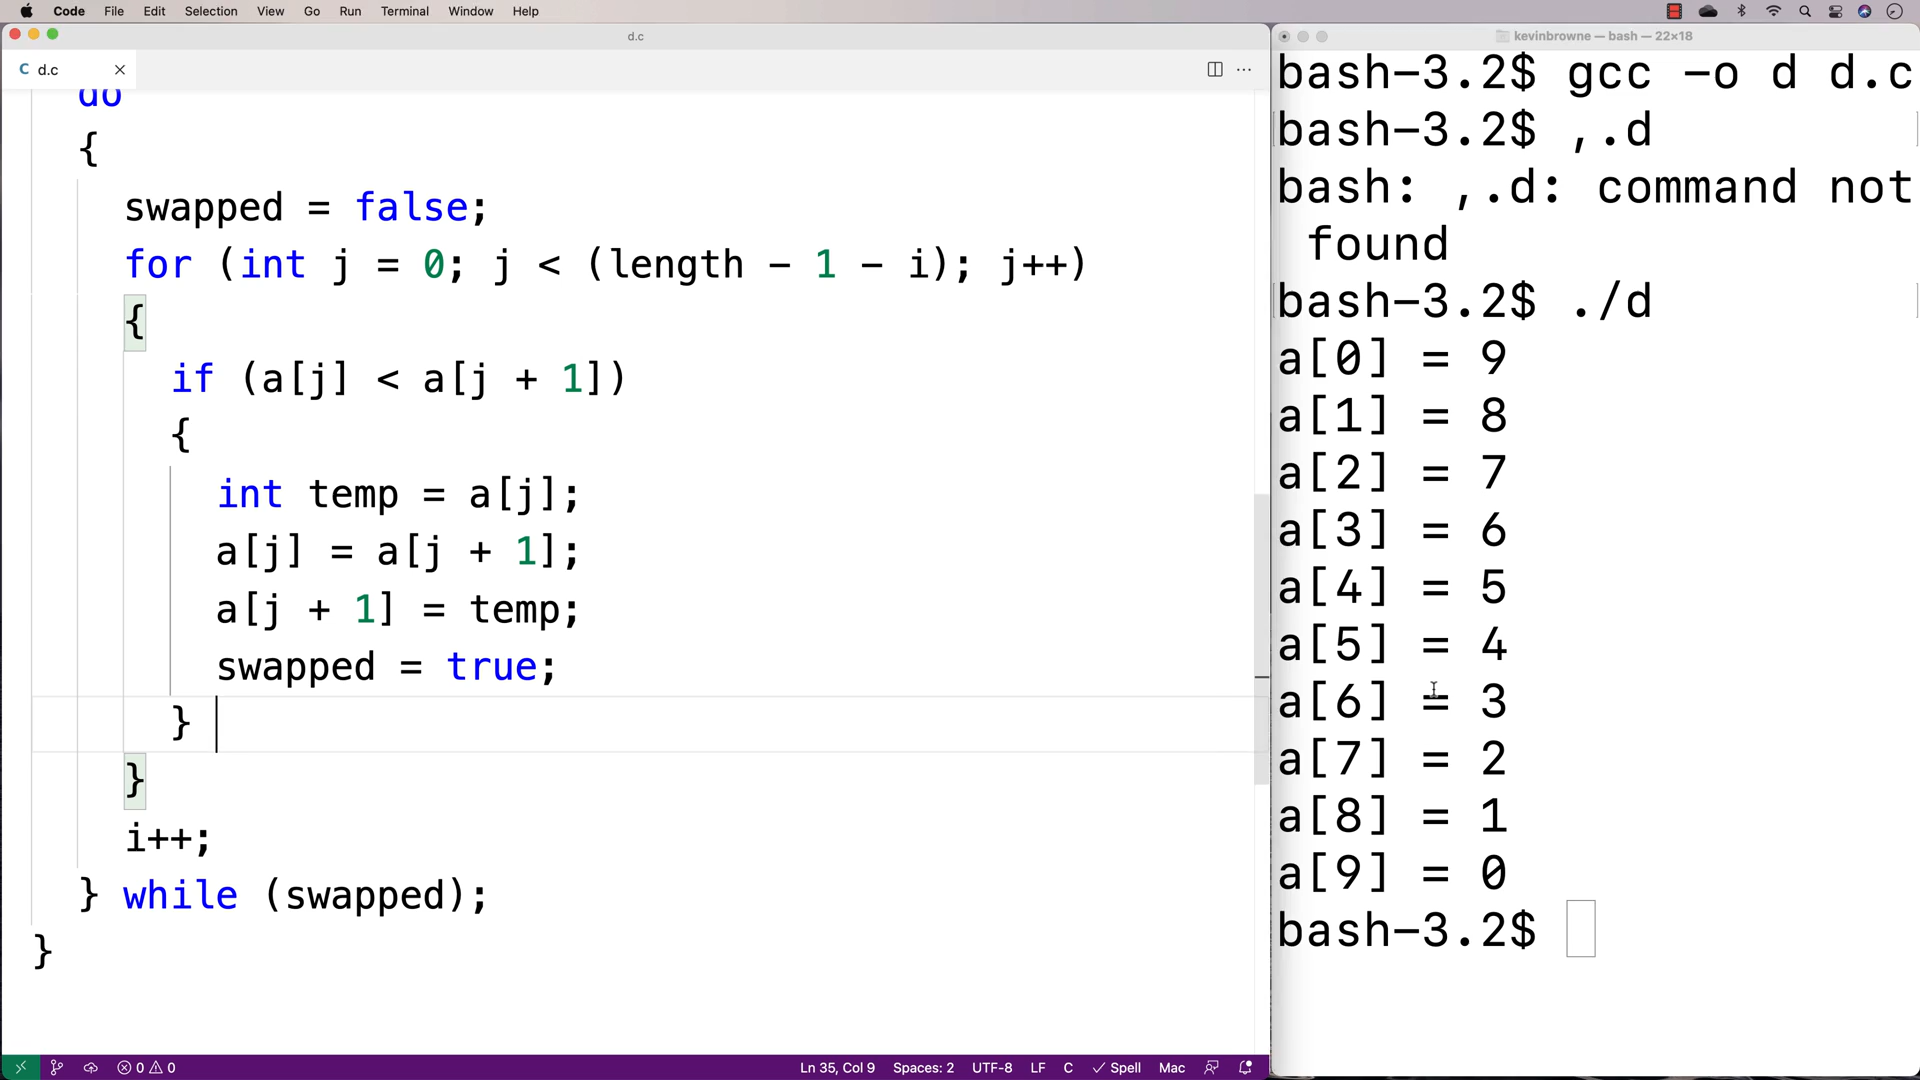 Code File Edit Selection View Go Run Terminal Window Help
d.c
C d.c
do
{
swapped = false;
for (int j = 0; j < (length - 1 - i); j++)
{
if (a[j] < a[j + 1])
{
int temp = a[j];
a[j] = a[j + 1];
a[j + 1] = temp;
swapped = true;
}
}
i++;
} while (swapped);
}
0 0 Ln 35, Col 9 Spaces: 2 UTF-8 LF C Spell Mac
kevinbrowne — bash — 22×18
bash-3.2$ gcc -o d d.c
bash-3.2$ ,.d
bash: ,.d: command not
found
bash-3.2$ ./d
a[0] = 9
a[1] = 8
a[2] = 7
a[3] = 6
a[4] = 5
a[5] = 4
a[6] = 3
a[7] = 2
a[8] = 1
a[9] = 0
bash-3.2$